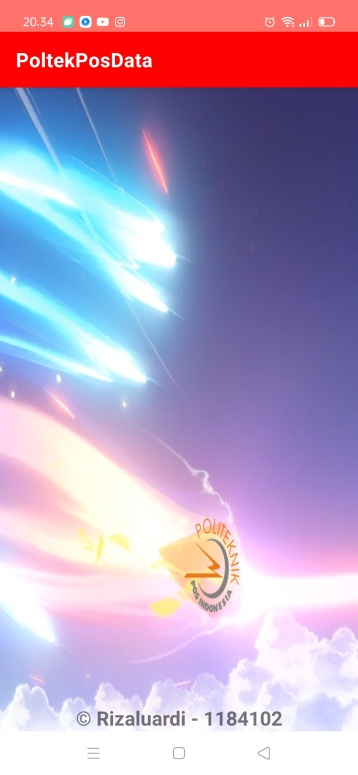 20.34
PoltekPosData
POLITEKNIK
POS INDONESIA
© Rizaluardi - 1184102